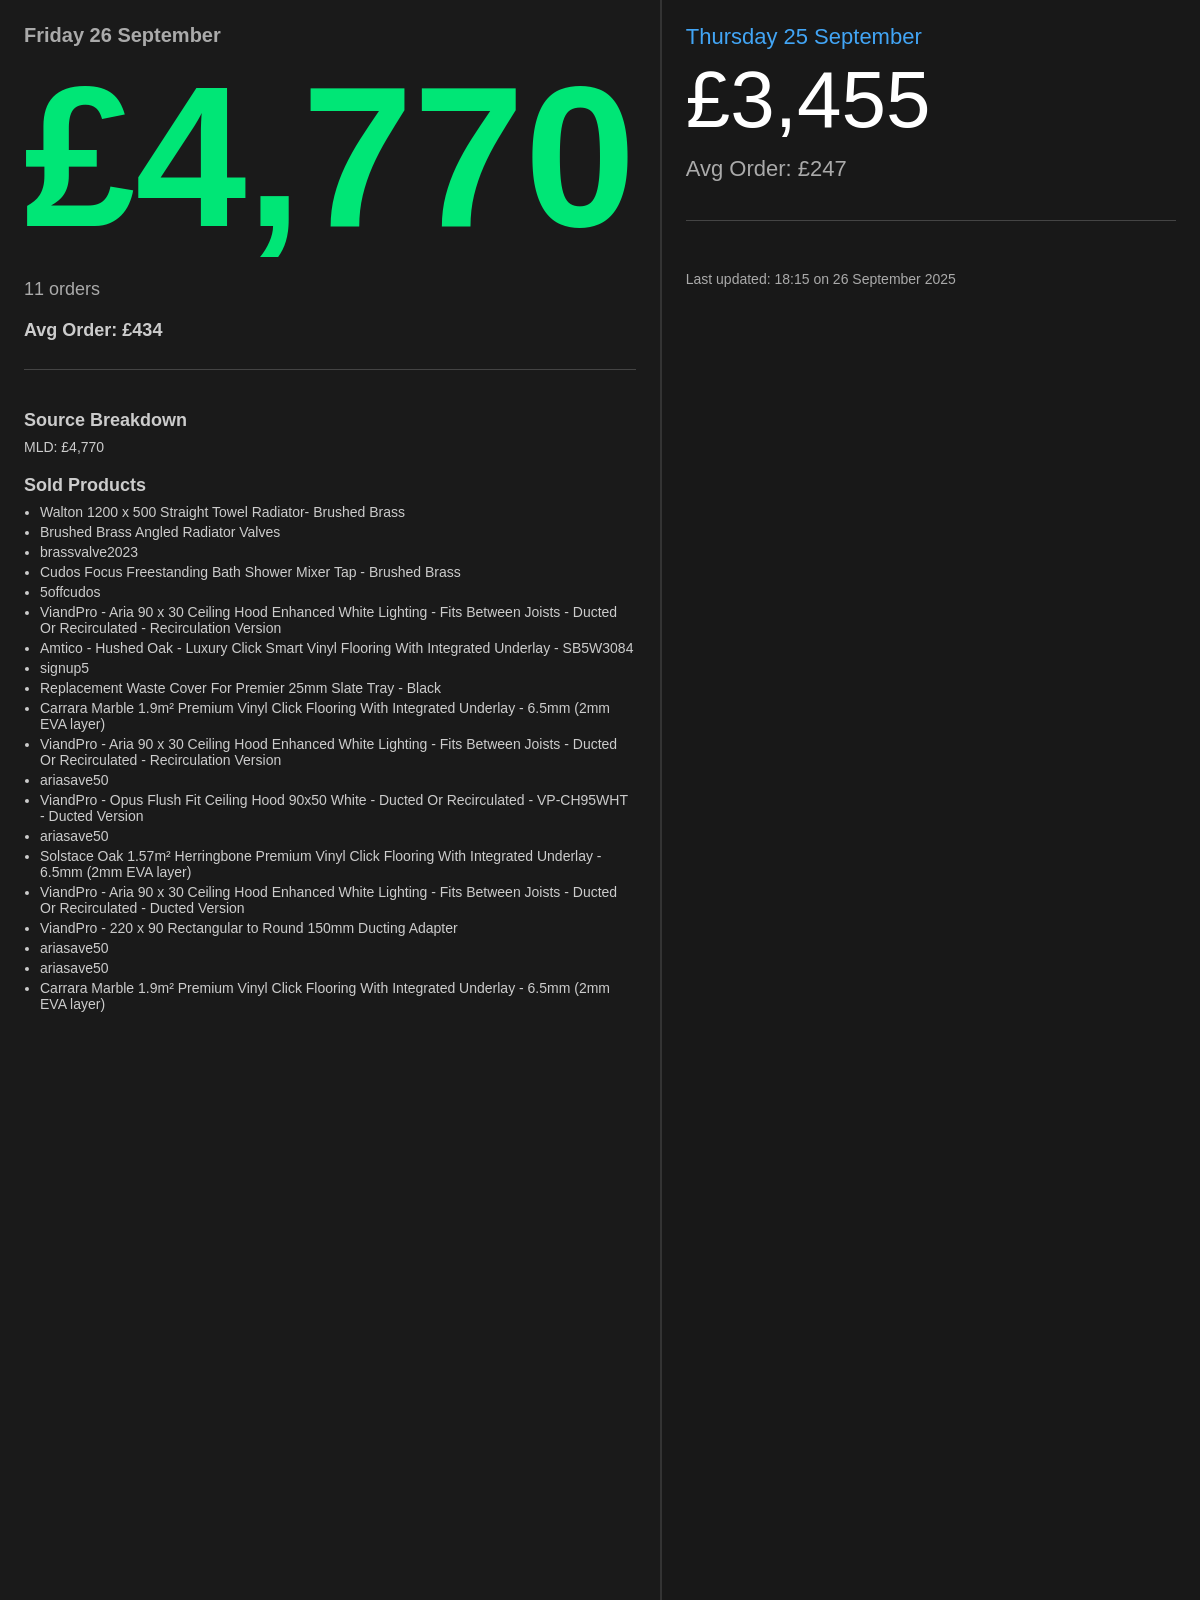 Friday 26 September
£4,770
11 orders
Avg Order: £434
Source Breakdown
MLD: £4,770
Sold Products
• Walton 1200 x 500 Straight Towel Radiator- Brushed Brass
• Brushed Brass Angled Radiator Valves
• brassvalve2023
• Cudos Focus Freestanding Bath Shower Mixer Tap - Brushed Brass
• 5offcudos
• ViandPro - Aria 90 x 30 Ceiling Hood Enhanced White Lighting - Fits Between Joists - Ducted
Or Recirculated - Recirculation Version
• Amtico - Hushed Oak - Luxury Click Smart Vinyl Flooring With Integrated Underlay - SB5W3084
• signup5
• Replacement Waste Cover For Premier 25mm Slate Tray - Black
• Carrara Marble 1.9m² Premium Vinyl Click Flooring With Integrated Underlay - 6.5mm (2mm
EVA layer)
• ViandPro - Aria 90 x 30 Ceiling Hood Enhanced White Lighting - Fits Between Joists - Ducted
Or Recirculated - Recirculation Version
• ariasave50
• ViandPro - Opus Flush Fit Ceiling Hood 90x50 White - Ducted Or Recirculated - VP-CH95WHT
- Ducted Version
• ariasave50
• Solstace Oak 1.57m² Herringbone Premium Vinyl Click Flooring With Integrated Underlay -
6.5mm (2mm EVA layer)
• ViandPro - Aria 90 x 30 Ceiling Hood Enhanced White Lighting - Fits Between Joists - Ducted
Or Recirculated - Ducted Version
• ViandPro - 220 x 90 Rectangular to Round 150mm Ducting Adapter
• ariasave50
• ariasave50
• Carrara Marble 1.9m² Premium Vinyl Click Flooring With Integrated Underlay - 6.5mm (2mm
EVA layer)
Thursday 25 September
£3,455
Avg Order: £247
Last updated: 18:15 on 26 September 2025